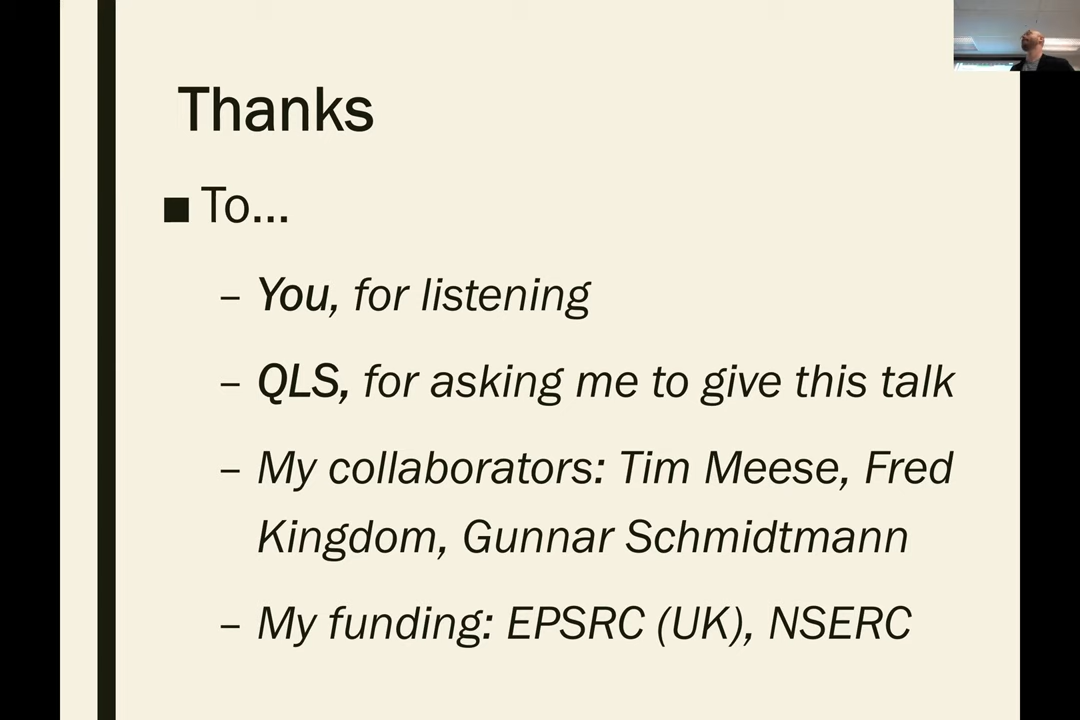 Thanks
■ To...
– You, for listening
– QLS, for asking me to give this talk
– My collaborators: Tim Meese, Fred
Kingdom, Gunnar Schmidtmann
– My funding: EPSRC (UK), NSERC